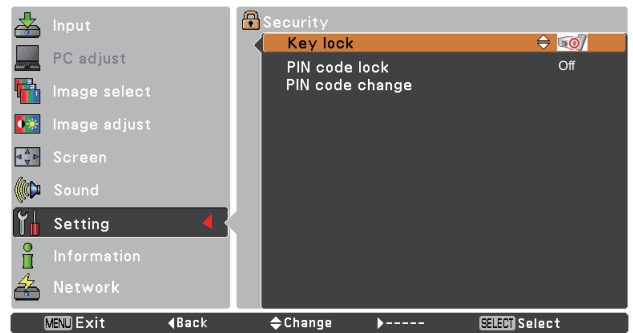 Input
PC adjust
Image select
Image adjust
Screen
Sound
Setting
Information
Network
Security
Key lock
PIN code lock Off
PIN code change
MENU Exit Back Change ----- SELECT Select